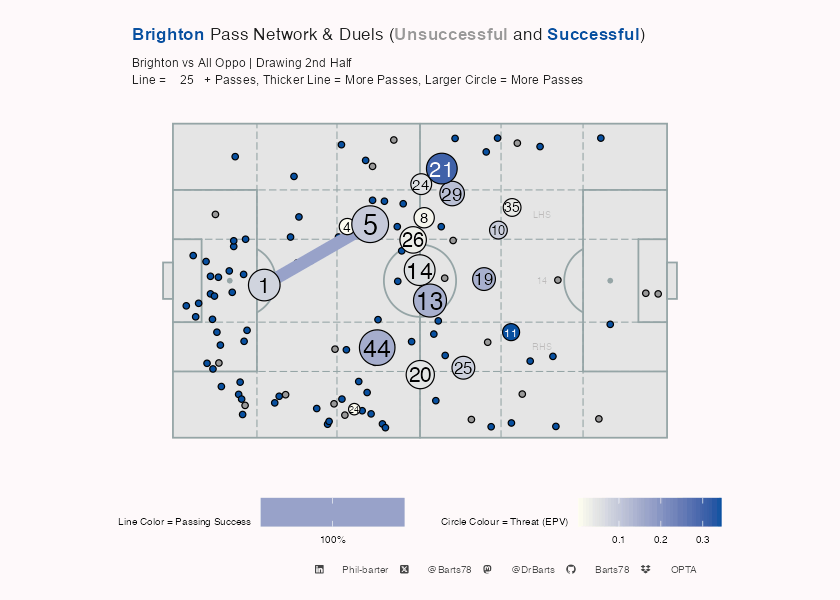 Brighton Pass Network & Duels (Unsuccessful and Successful)
Brighton vs All Oppo | Drawing 2nd Half
Line = 25 + Passes, Thicker Line = More Passes, Larger Circle = More Passes
21
24
29
35
LHS
4
5
8
10
26
14
19
14
1
13
11
RHS
44
20
25
24
Line Color = Passing Success
100%
Circle Colour = Threat (EPV)
0.1 0.2 0.3
Phil-barter @Barts78 @DrBarts Barts78 OPTA